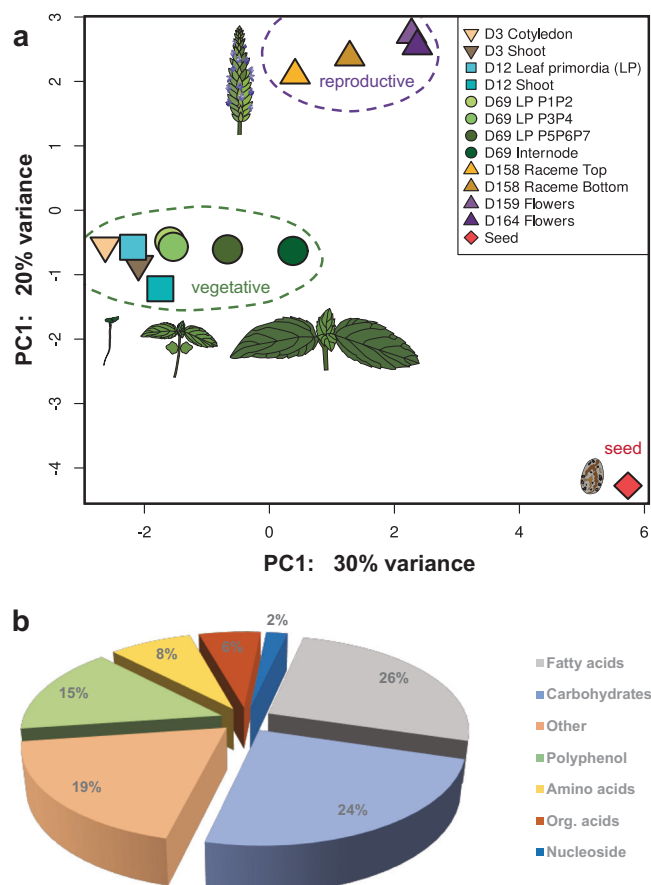 a
3
2
1
0
-1
-2
-3
-4
PC1: 20% variance
-2
0
2
4
6
PC1: 30% variance
reproductive
vegetative
seed
D3 Cotyledon
D3 Shoot
D12 Leaf primordia (LP)
D12 Shoot
D69 LP P1P2
D69 LP P3P4
D69 LP P5P6P7
D69 Internode
D158 Raceme Top
D158 Raceme Bottom
D159 Flowers
D164 Flowers
Seed
b
2%
6%
8%
15%
26%
19%
24%
Fatty acids
Carbohydrates
Other
Polyphenol
Amino acids
Org. acids
Nucleoside